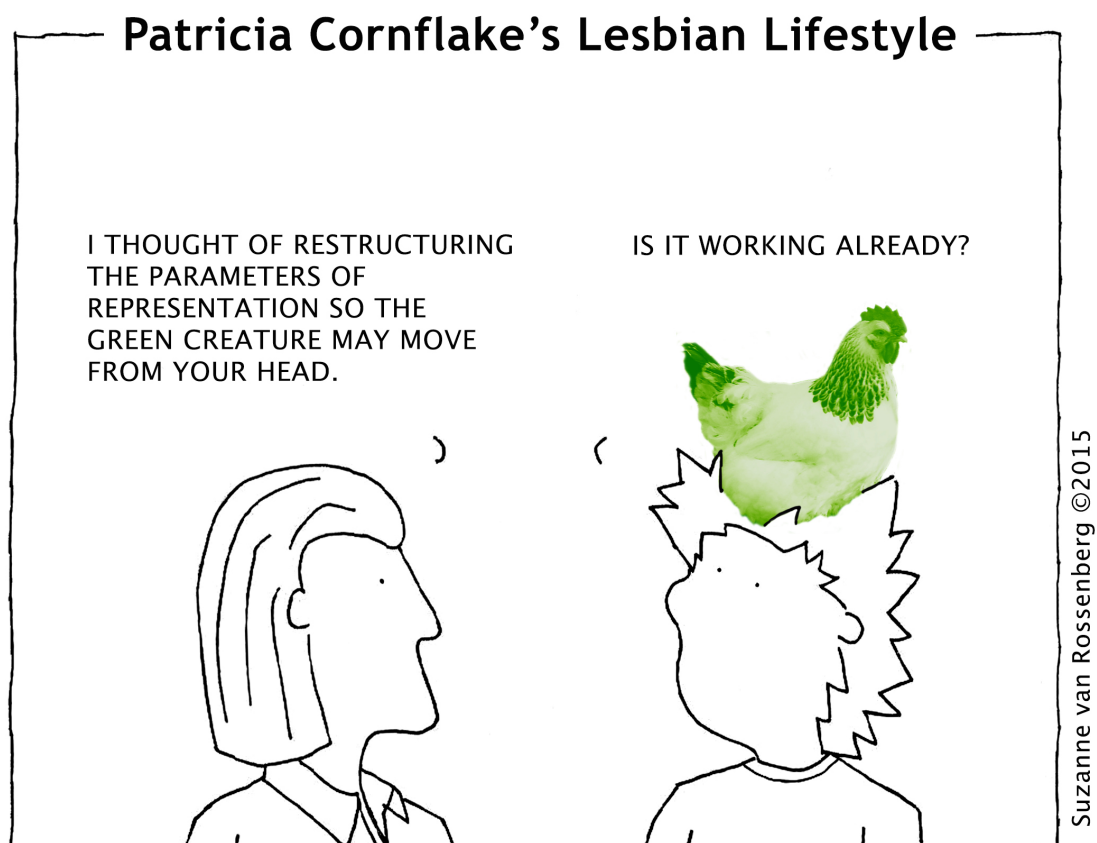 Patricia Cornflake’s Lesbian Lifestyle
I THOUGHT OF RESTRUCTURING
THE PARAMETERS OF
REPRESENTATION SO THE
GREEN CREATURE MAY MOVE
FROM YOUR HEAD.
IS IT WORKING ALREADY?
Suzanne van Rossenberg ©2015